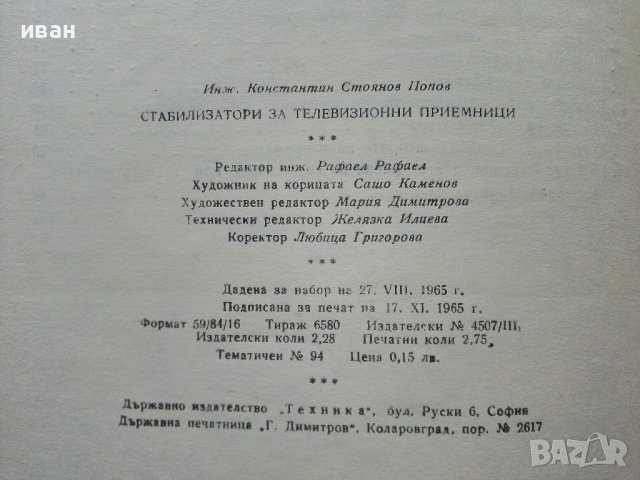 иван
Инж. Константин Стоянов Попов
СТАБИЛИЗАТОРИ ЗА ТЕЛЕВИЗИОННИ ПРИЕМНИЦИ
* * *
Редактор инж. Рафаел Рафаел
Художник на корицата Сашо Каменов
Художествен редактор Мария Димитрова
Технически редактор Желязка Илиева
Коректор Любица Григорова
* * *
Дадена за набор на 27. VIII. 1965 г.
Подписана за печат на 17. XI. 1965 г.
Формат 59/84/16 Тираж 6580 Издателски № 4507/III
Издателски коли 2,28 Печатни коли 2,75
Тематичен № 94 Цена 0,15 лв.
* * *
Държавно издателство „Техника", бул. Руски 6, София
Държавна печатница „Г. Димитров", Коларовград, пор. № 2617
BAZAR